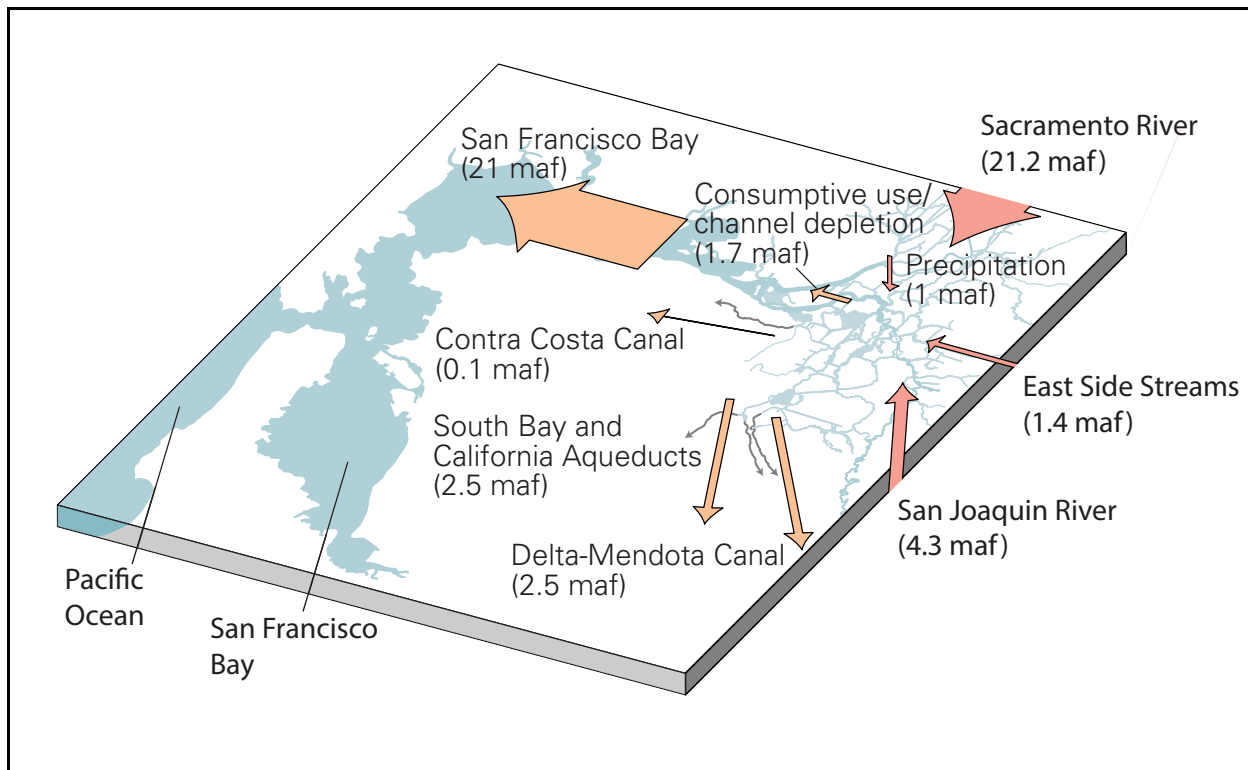 Sacramento River
(21.2 maf)
San Francisco Bay
(21 maf)
Consumptive use/
channel depletion
(1.7 maf)
Precipitation
(1 maf)
Contra Costa Canal
(0.1 maf)
East Side Streams
(1.4 maf)
South Bay and
California Aqueducts
(2.5 maf)
San Joaquin River
(4.3 maf)
Delta-Mendota Canal
(2.5 maf)
Pacific
Ocean
San Francisco
Bay